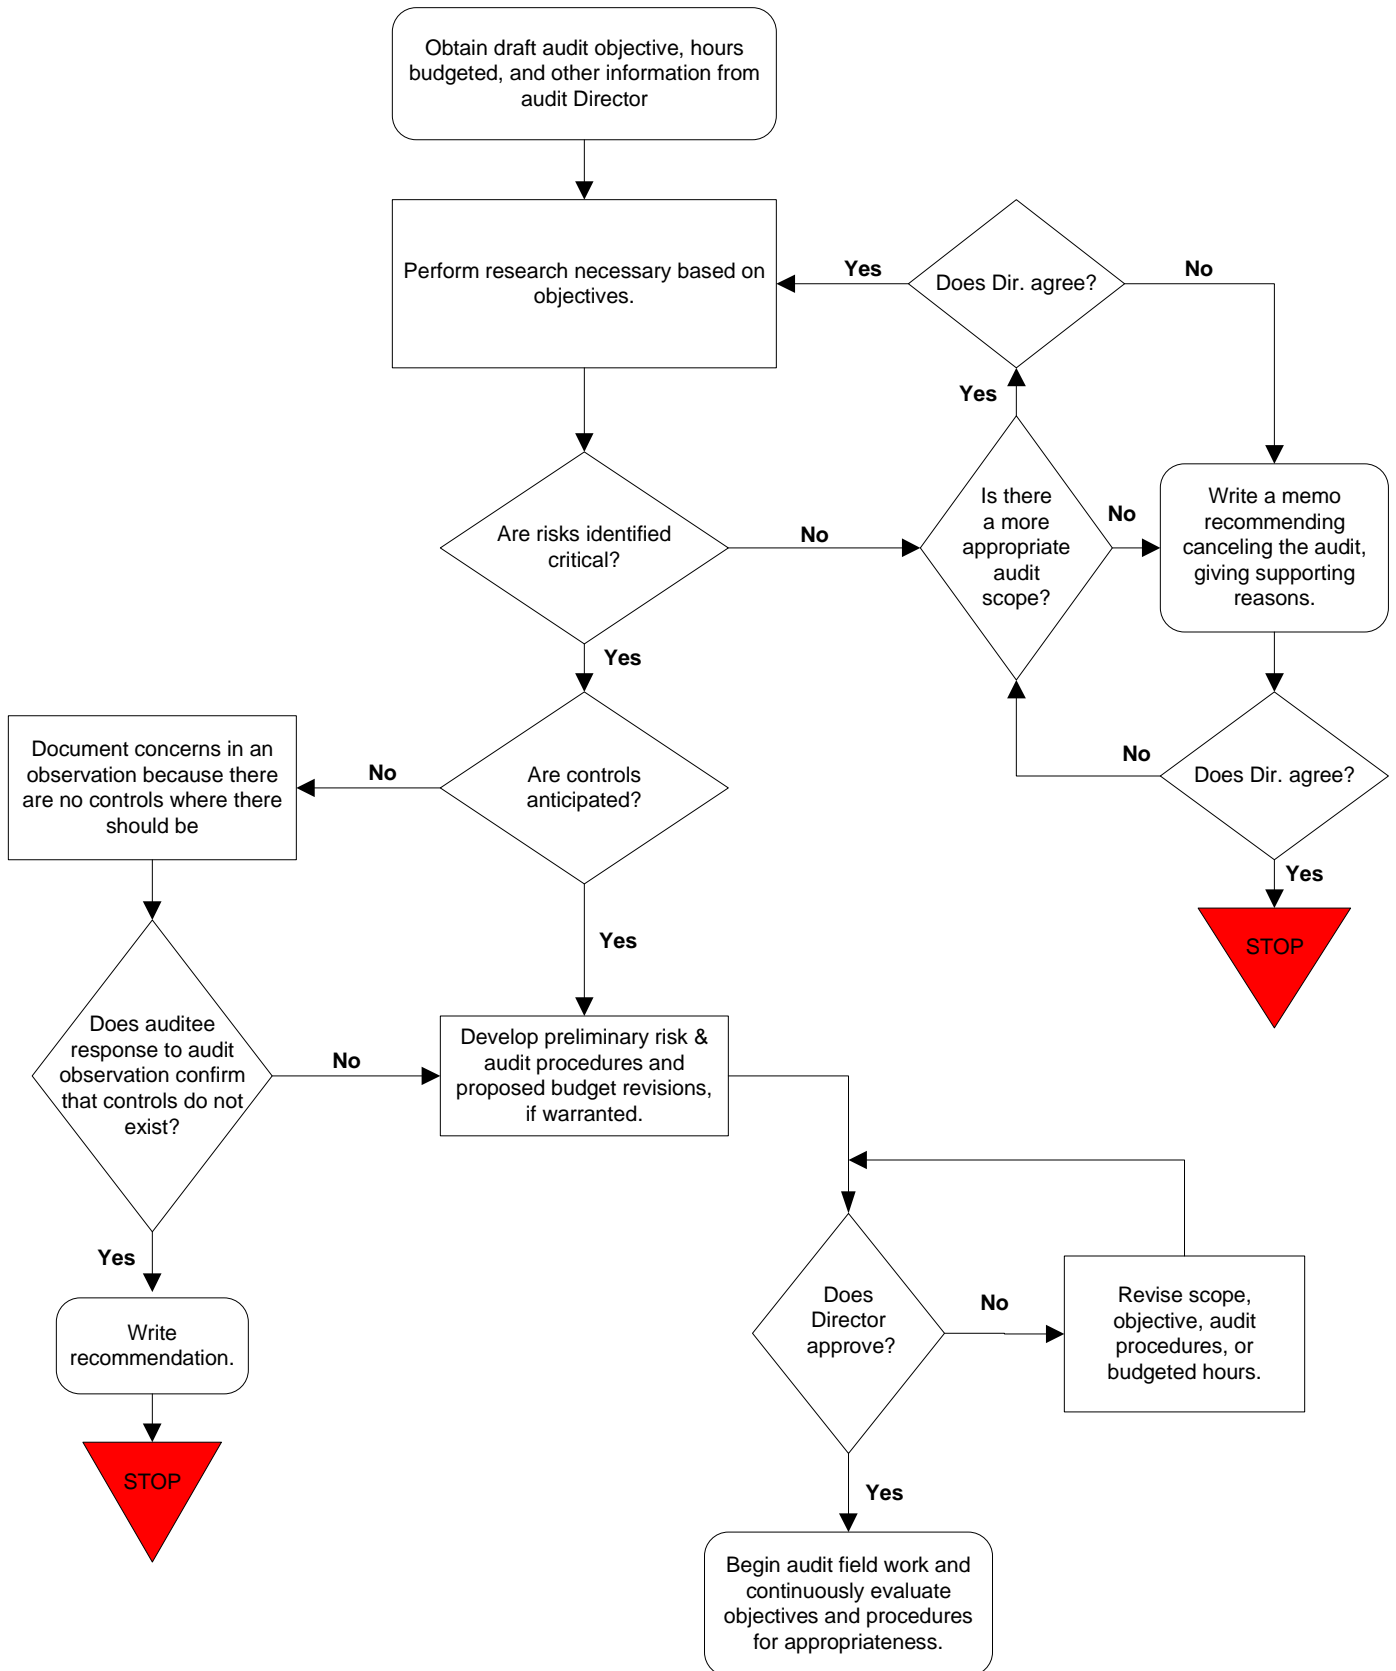 Obtain draft audit objective, hours
budgeted, and other information from
audit Director
Perform research necessary based on
objectives.
Yes
Does Dir. agree?
No
Yes
Is there
a more
appropriate
audit
scope?
No
Write a memo
recommending
canceling the audit,
giving supporting
reasons.
Are risks identified
critical?
No
Yes
No
Does Dir. agree?
Yes
STOP
Document concerns in an
observation because there
are no controls where there
should be
No
Are controls
anticipated?
Yes
Does auditee
response to audit
observation confirm
that controls do not
exist?
No
Develop preliminary risk &
audit procedures and
proposed budget revisions,
if warranted.
Yes
Write
recommendation.
STOP
Does
Director
approve?
No
Revise scope,
objective, audit
procedures, or
budgeted hours.
Yes
Begin audit field work and
continuously evaluate
objectives and procedures
for appropriateness.